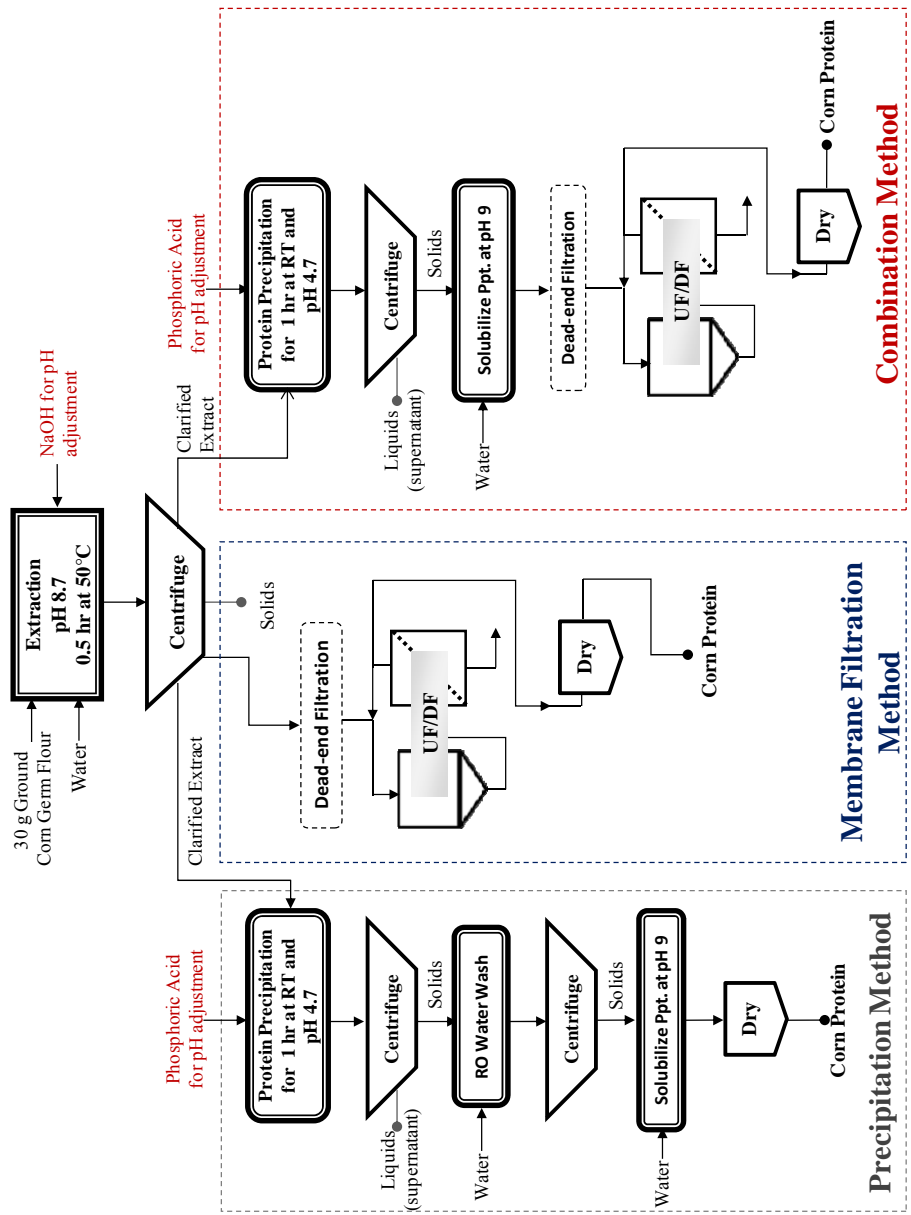 30 g Ground
Corn Germ Flour
Water
Extraction
pH 8.7
0.5 hr at 50°C
NaOH for pH
adjustment
Centrifuge
Solids
Clarified Extract
Clarified
Extract
Phosphoric Acid
for pH adjustment
Protein Precipitation
for 1 hr at RT and
pH 4.7
Centrifuge
Liquids
(supernatant)
Solids
Water
RO Water Wash
Centrifuge
Solids
Water
Solubilize Ppt. at pH 9
Dry
Corn Protein
Precipitation Method
Dead-end Filtration
UF/DF
Dry
Corn Protein
Membrane Filtration
Method
Phosphoric Acid
for pH adjustment
Protein Precipitation
for 1 hr at RT and
pH 4.7
Centrifuge
Liquids
(supernatant)
Solids
Water
Solubilize Ppt. at pH 9
Dead-end Filtration
UF/DF
Dry
Corn Protein
Combination Method